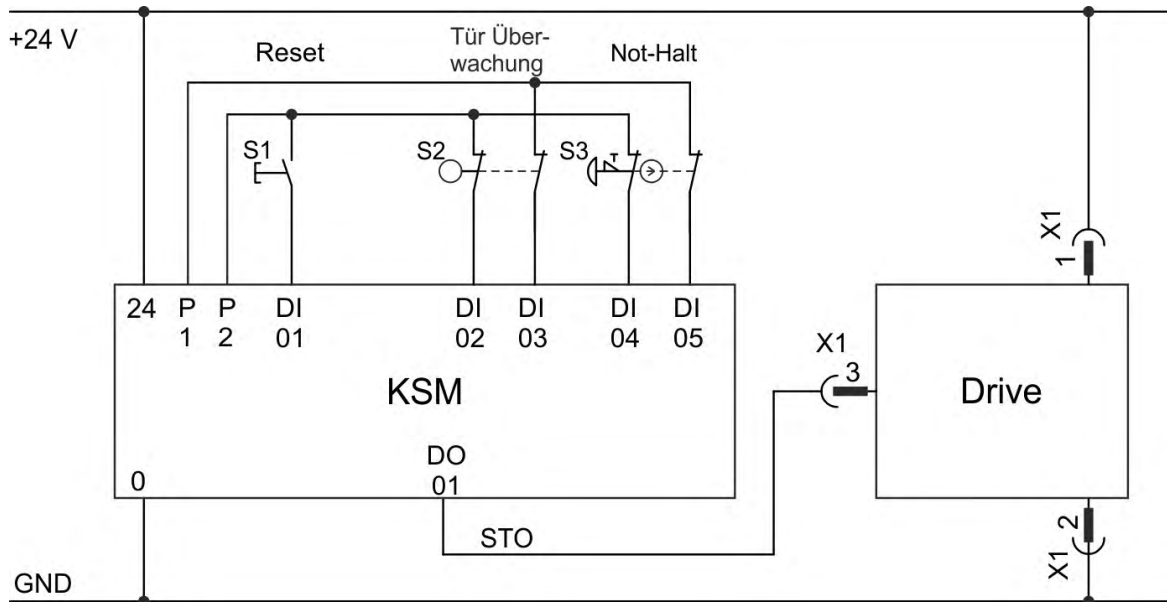 +24 V
Reset
Tür Über-
wachung
Not-Halt
S1
S2
S3
24 P P DI DI DI DI DI
1 2 01 02 03 04 05
KSM
0
DO
01
STO
X1
3
Drive
X1
1
2
X1
GND